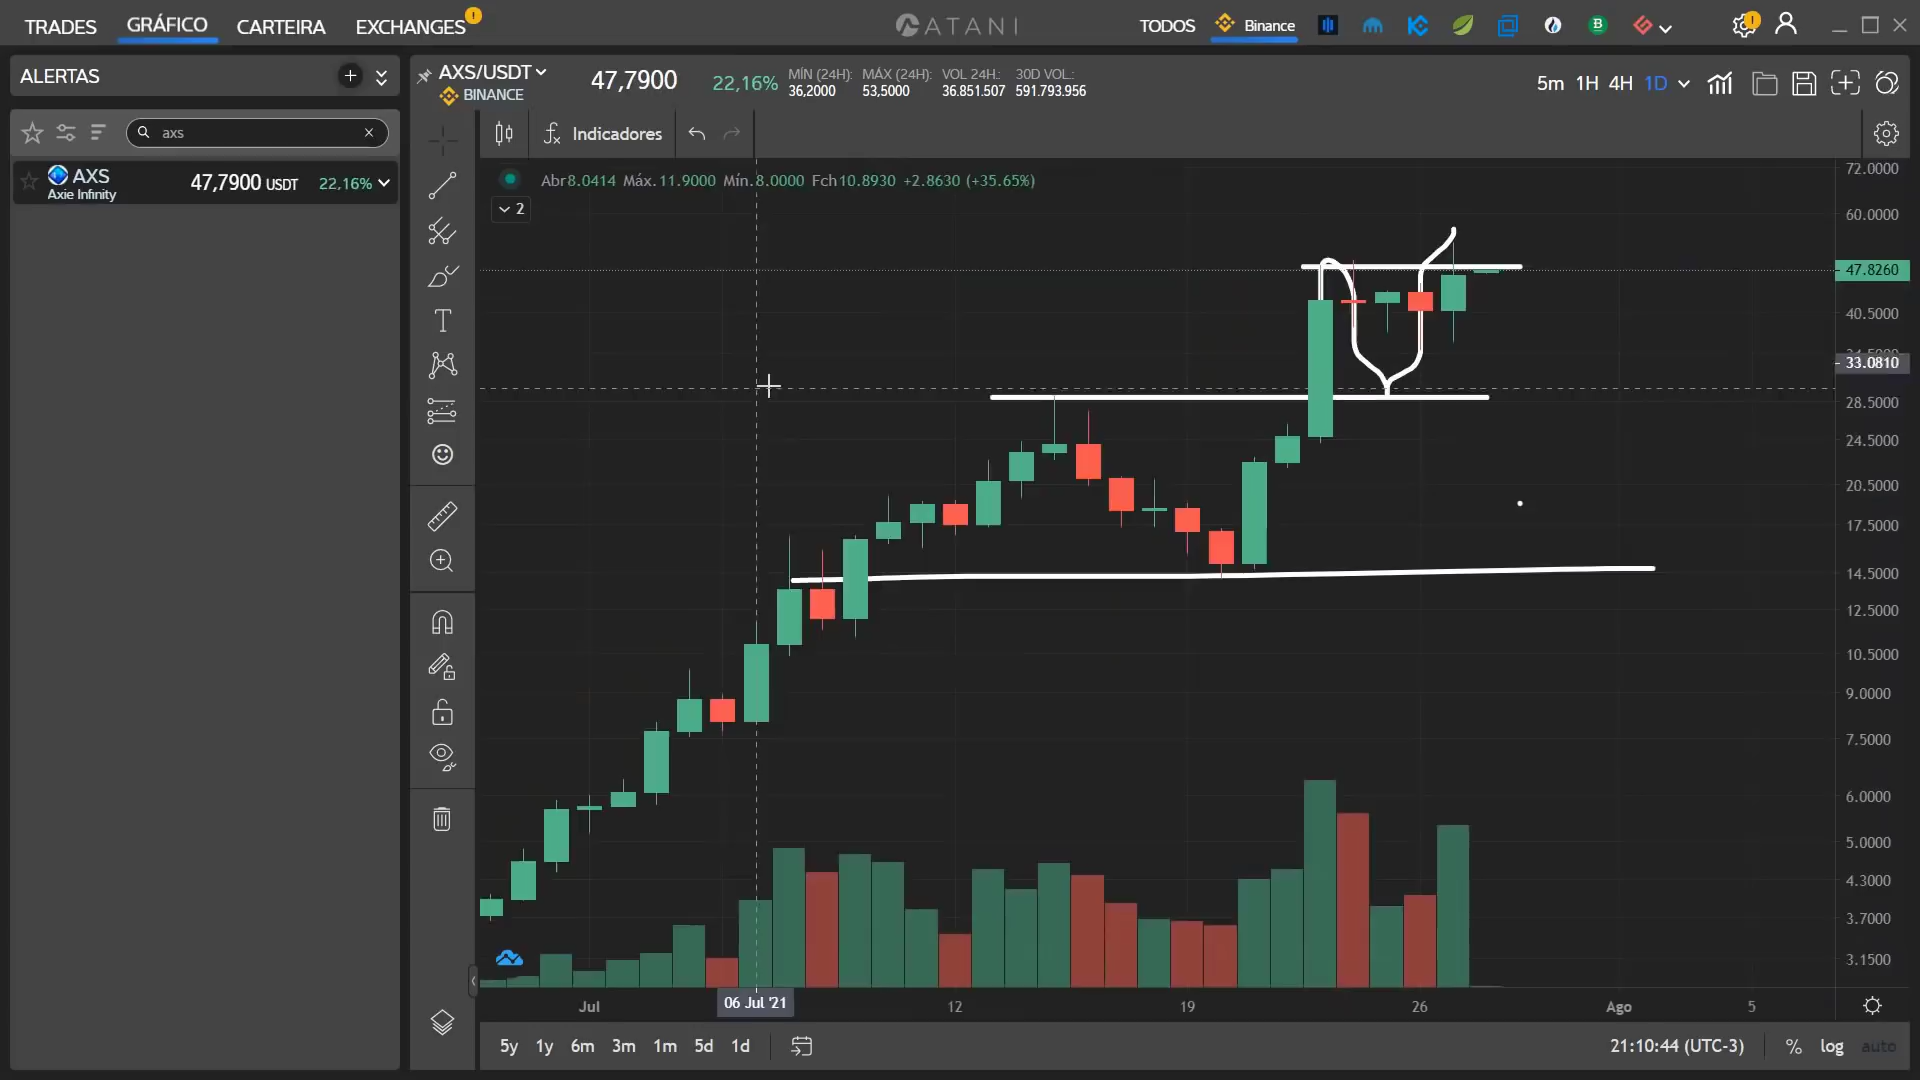 TRADES GRÁFICO CARTEIRA EXCHANGES ! ATANI TODOS Binance !
ALERTAS
axs
AXS
Axie Infinity
47,7900 USDT 22,16%
AXS/USDT 47,7900 22,16%
BINANCE
MÍN (24H): MÁX (24H): VOL 24H.: 30D VOL.:
36,2000 53,5000 36.851.507 591.793.956
5m 1H 4H 1D
Indicadores
Abr8.0414 Máx.11.9000 Mín.8.0000 Fch10.8930 +2.8630 (+35.65%)
2
72.0000
60.0000
47.8260
40.5000
33.0810
28.5000
24.5000
20.5000
17.5000
14.5000
12.5000
10.5000
9.0000
7.5000
6.0000
5.0000
4.3000
3.7000
3.1500
Jul 06 Jul '21 12 19 26 Ago 5
5y 1y 6m 3m 1m 5d 1d 21:10:44 (UTC-3) % log auto